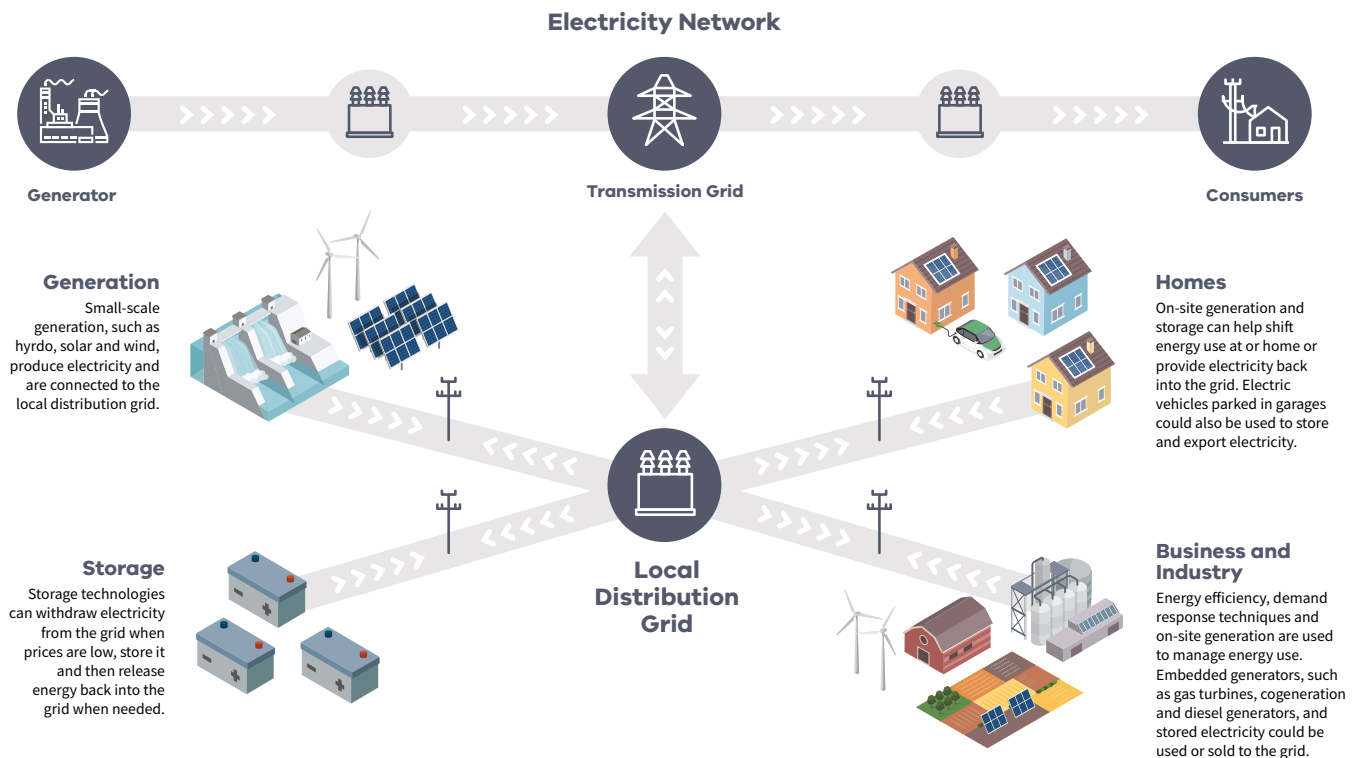 Electricity Network
Generator
Transmission Grid
Consumers
Generation
Small-scale
generation, such as
hyrdo, solar and wind,
produce electricity and
are connected to the
local distribution grid.
Homes
On-site generation and
storage can help shift
energy use at or home or
provide electricity back
into the grid. Electric
vehicles parked in garages
could also be used to store
and export electricity.
Storage
Storage technologies
can withdraw electricity
from the grid when
prices are low, store it
and then release
energy back into the
grid when needed.
Local
Distribution
Grid
Business and
Industry
Energy efficiency, demand
response techniques and
on-site generation are used
to manage energy use.
Embedded generators, such
as gas turbines, cogeneration
and diesel generators, and
stored electricity could be
used or sold to the grid.